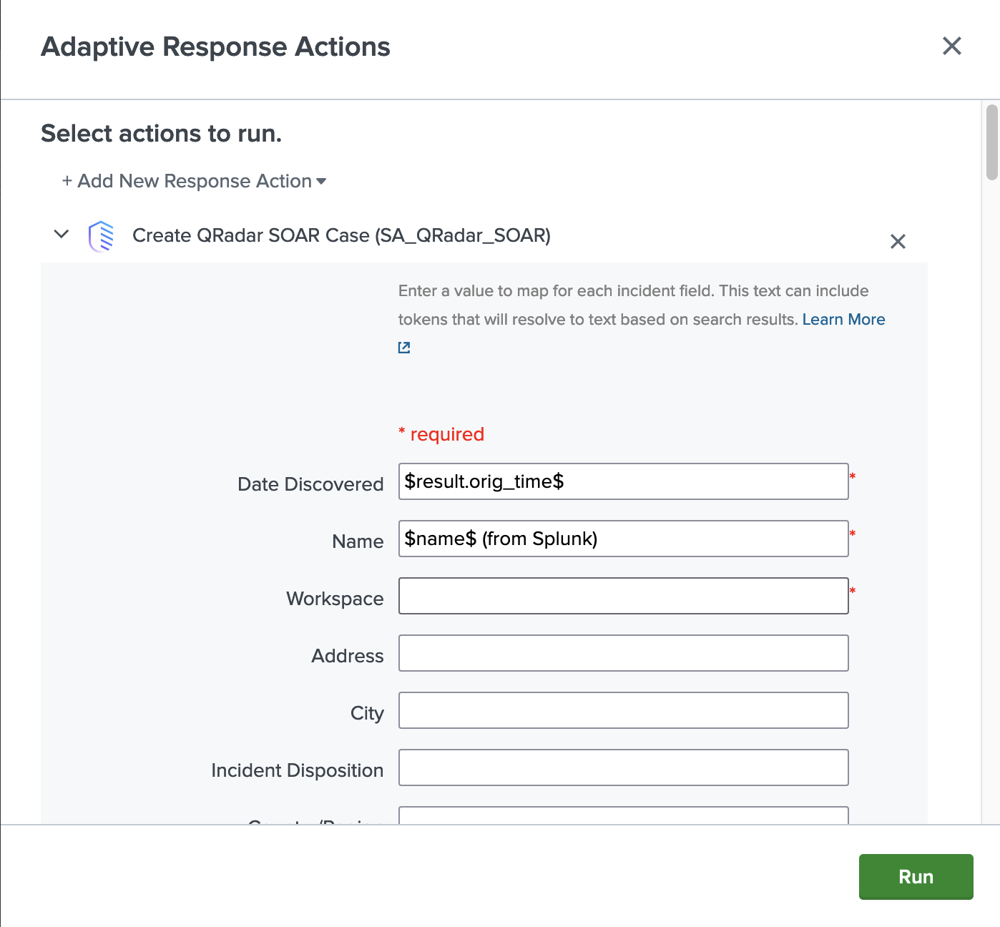 Adaptive Response Actions
Select actions to run.
+ Add New Response Action
Create QRadar SOAR Case (SA_QRadar_SOAR)
Enter a value to map for each incident field. This text can include
tokens that will resolve to text based on search results. Learn More
* required
Date Discovered $result.orig_time$ *
Name $name$ (from Splunk) *
Workspace *
Address
City
Incident Disposition
Run